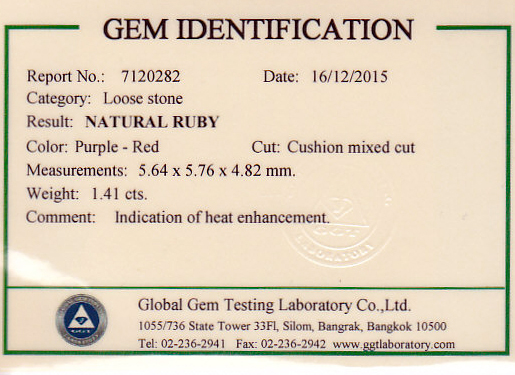 GEM IDENTIFICATION
Report No.: 7120282 Date: 16/12/2015
Category: Loose stone
Result: NATURAL RUBY
Color: Purple - Red Cut: Cushion mixed cut
Measurements: 5.64 x 5.76 x 4.82 mm.
Weight: 1.41 cts.
Comment: Indication of heat enhancement.
GGT
LABORATORY
Global Gem Testing Laboratory Co.,Ltd.
GGT
1055/736 State Tower 33Fl, Silom, Bangrak, Bangkok 10500
Tel: 02-236-2941 Fax: 02-236-2942 www.ggtlaboratory.com